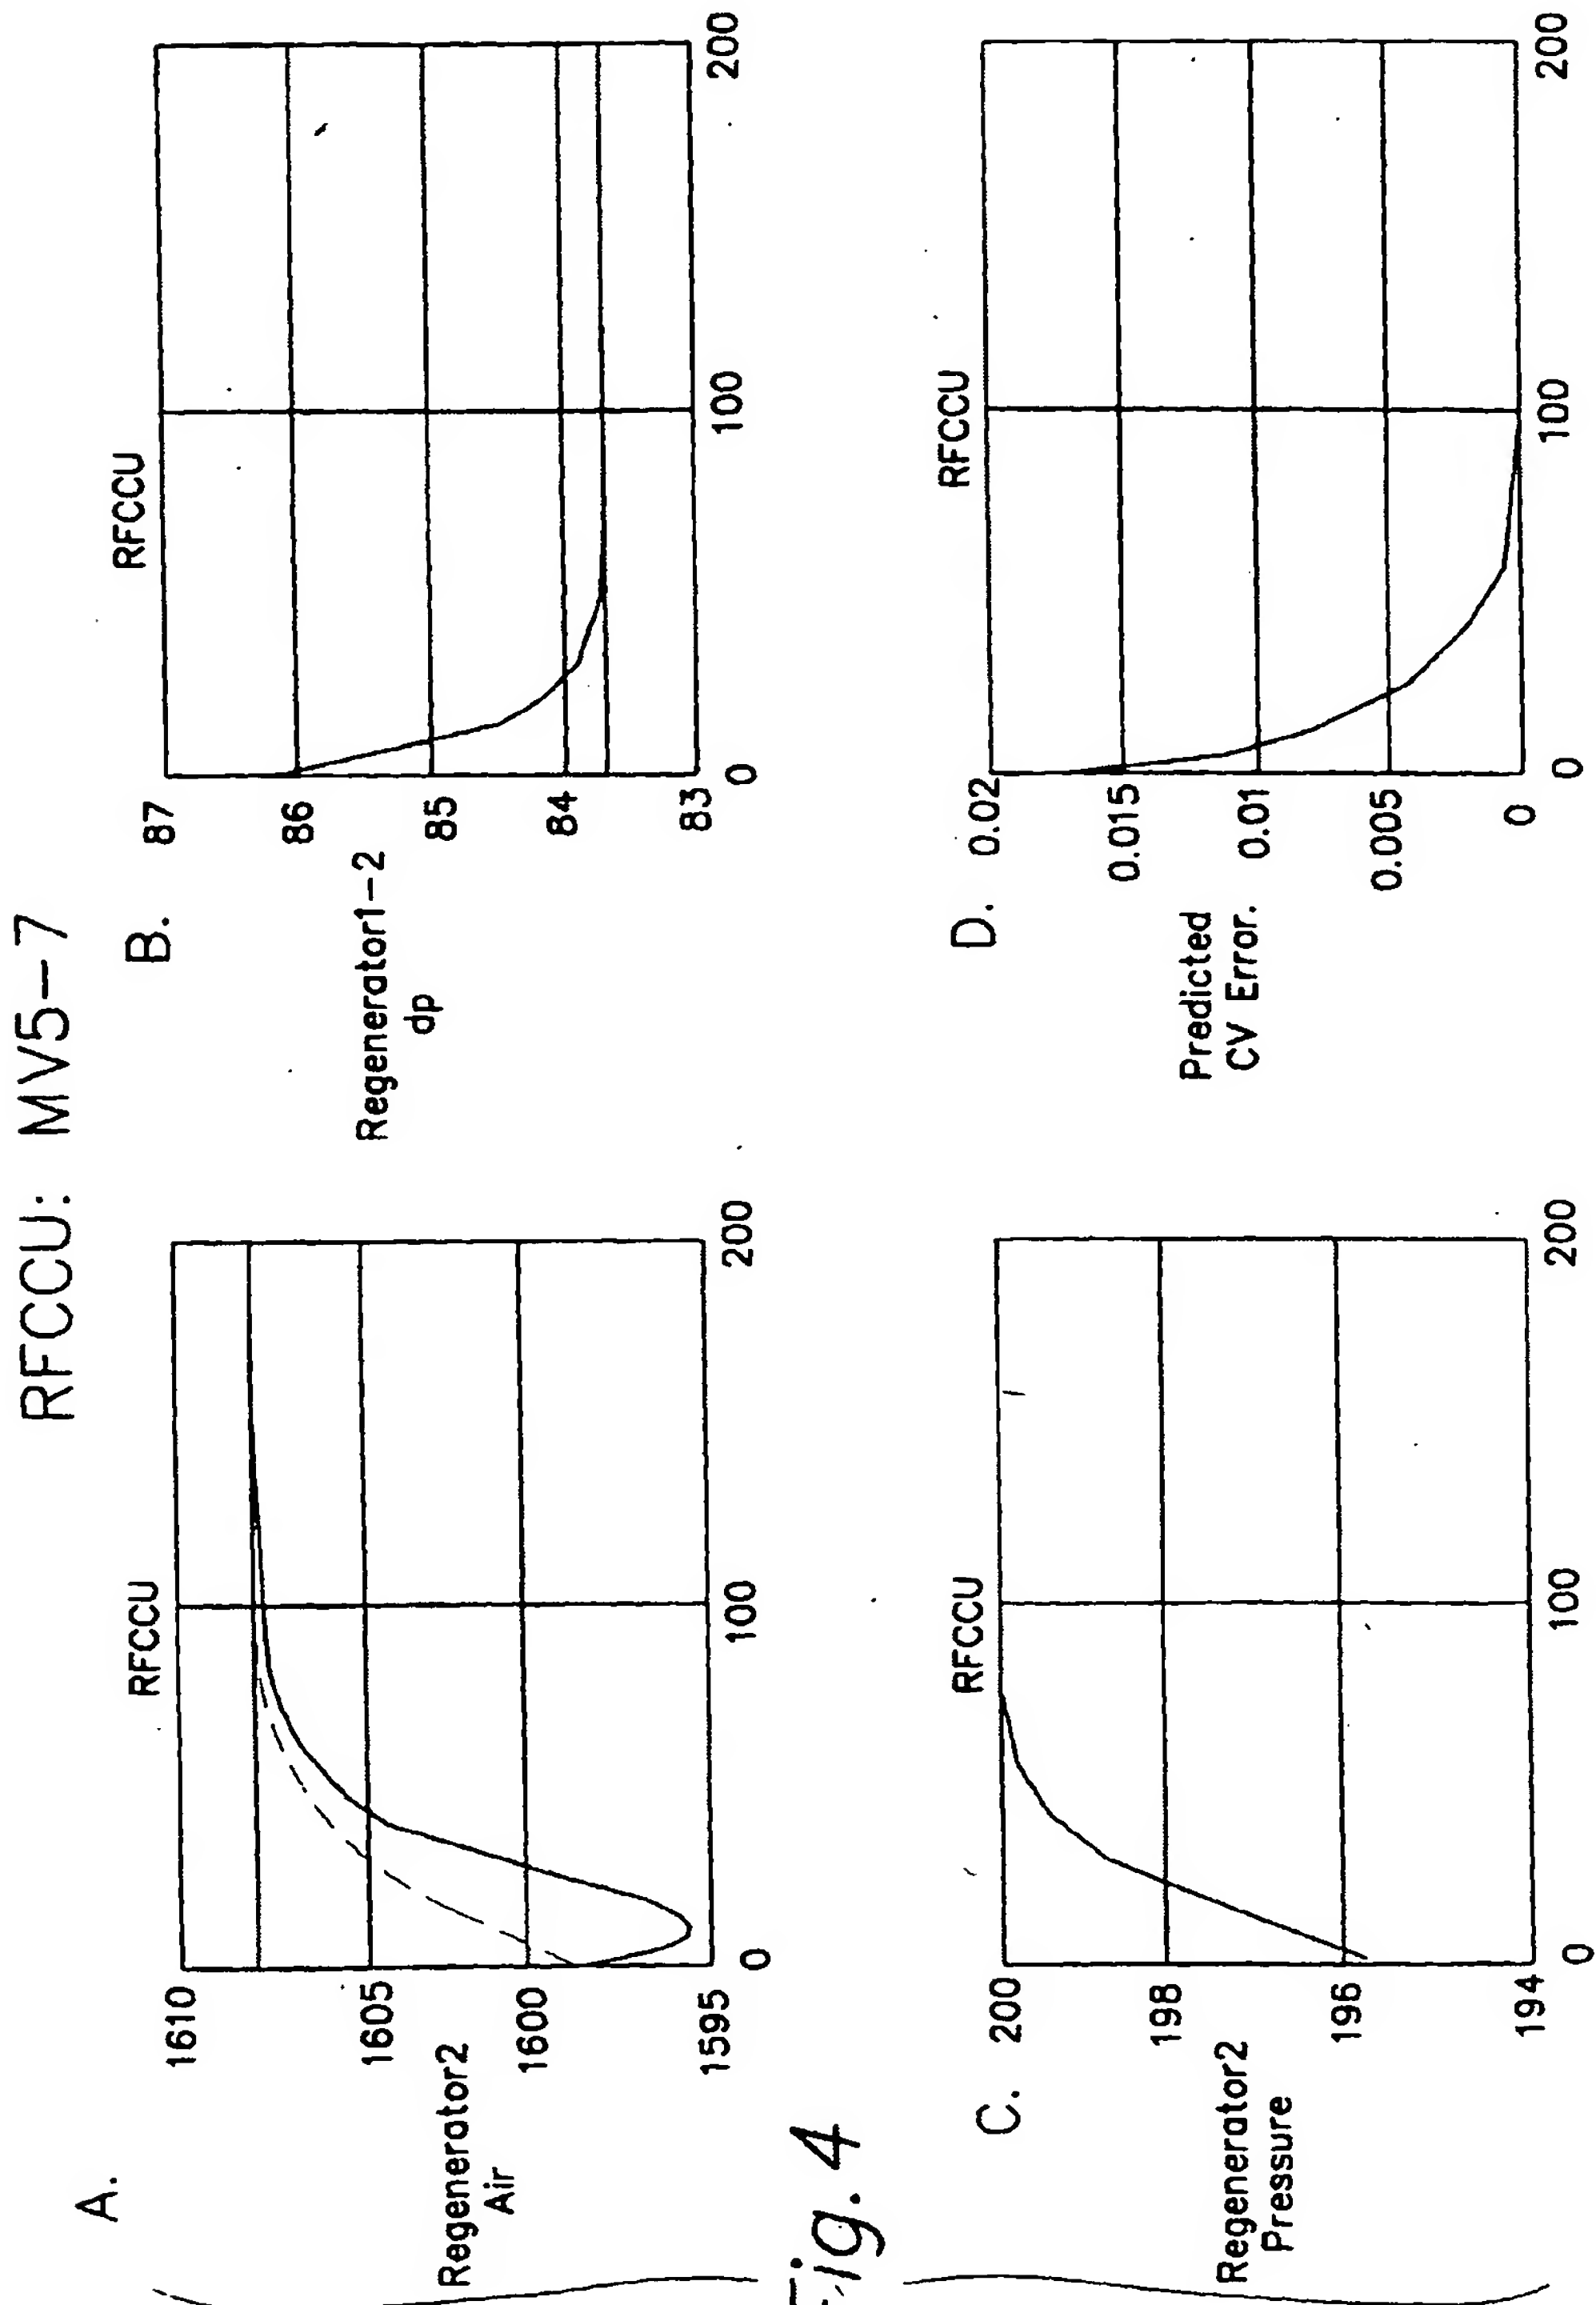 RFCCU: MV5-7
A.
RFCCU
Regenerator2
Air
1610
1605
1600
1595
0
100
200
B.
RFCCU
Regenerator1-2
dp
87
86
85
84
83
0
100
200
C.
RFCCU
Regenerator2
Pressure
200
198
196
194
0
100
200
D.
RFCCU
Predicted
CV Error.
0.02
0.015
0.01
0.005
0
0
100
200
Fig. 4